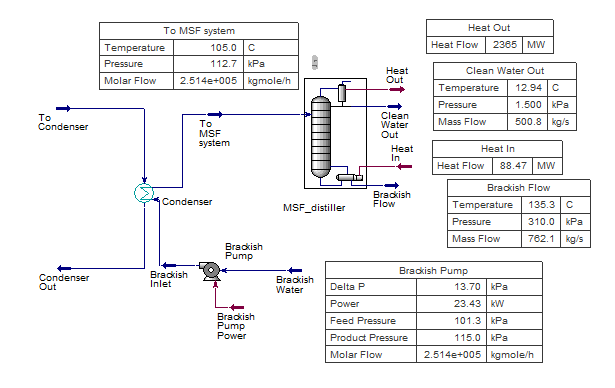 To MSF system
Temperature 105.0 C
Pressure 112.7 kPa
Molar Flow 2.514e+005 kgmole/h
Heat Out
Heat Flow 2365 MW
Clean Water Out
Temperature 12.94 C
Pressure 1.500 kPa
Mass Flow 500.8 kg/s
Heat In
Heat Flow 88.47 MW
Brackish Flow
Temperature 135.3 C
Pressure 310.0 kPa
Mass Flow 762.1 kg/s
Heat
Out
Clean
Water
Out
Heat
In
Brackish
Flow
MSF_distiller
To
Condenser
To
MSF
system
Condenser
Condenser
Out
Brackish
Inlet
Brackish
Pump
Brackish
Water
Brackish
Pump
Power
Brackish Pump
Delta P 13.70 kPa
Power 23.43 kW
Feed Pressure 101.3 kPa
Product Pressure 115.0 kPa
Molar Flow 2.514e+005 kgmole/h